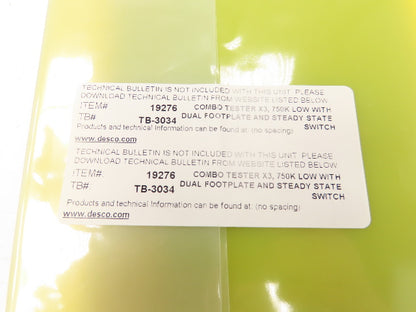 TECHNICAL BULLETIN IS NOT INCLUDED WITH THIS UNIT. PLEASE
DOWNLOAD TECHNICAL BULLETIN FROM WEBSITE LISTED BELOW.
ITEM# 19276 COMBO TESTER X3, 750K LOW WITH
TB# TB-3034 DUAL FOOTPLATE AND STEADY STATE
SWITCH
Products and technical Information can be found at: (no spacing)
www.desco.com
TECHNICAL BULLETIN IS NOT INCLUDED WITH THIS UNIT. PLEASE
DOWNLOAD TECHNICAL BULLETIN FROM WEBSITE LISTED BELOW.
ITEM# 19276 COMBO TESTER X3, 750K LOW WITH
TB# TB-3034 DUAL FOOTPLATE AND STEADY STATE
SWITCH
Products and technical Information can be found at: (no spacing)
www.desco.com